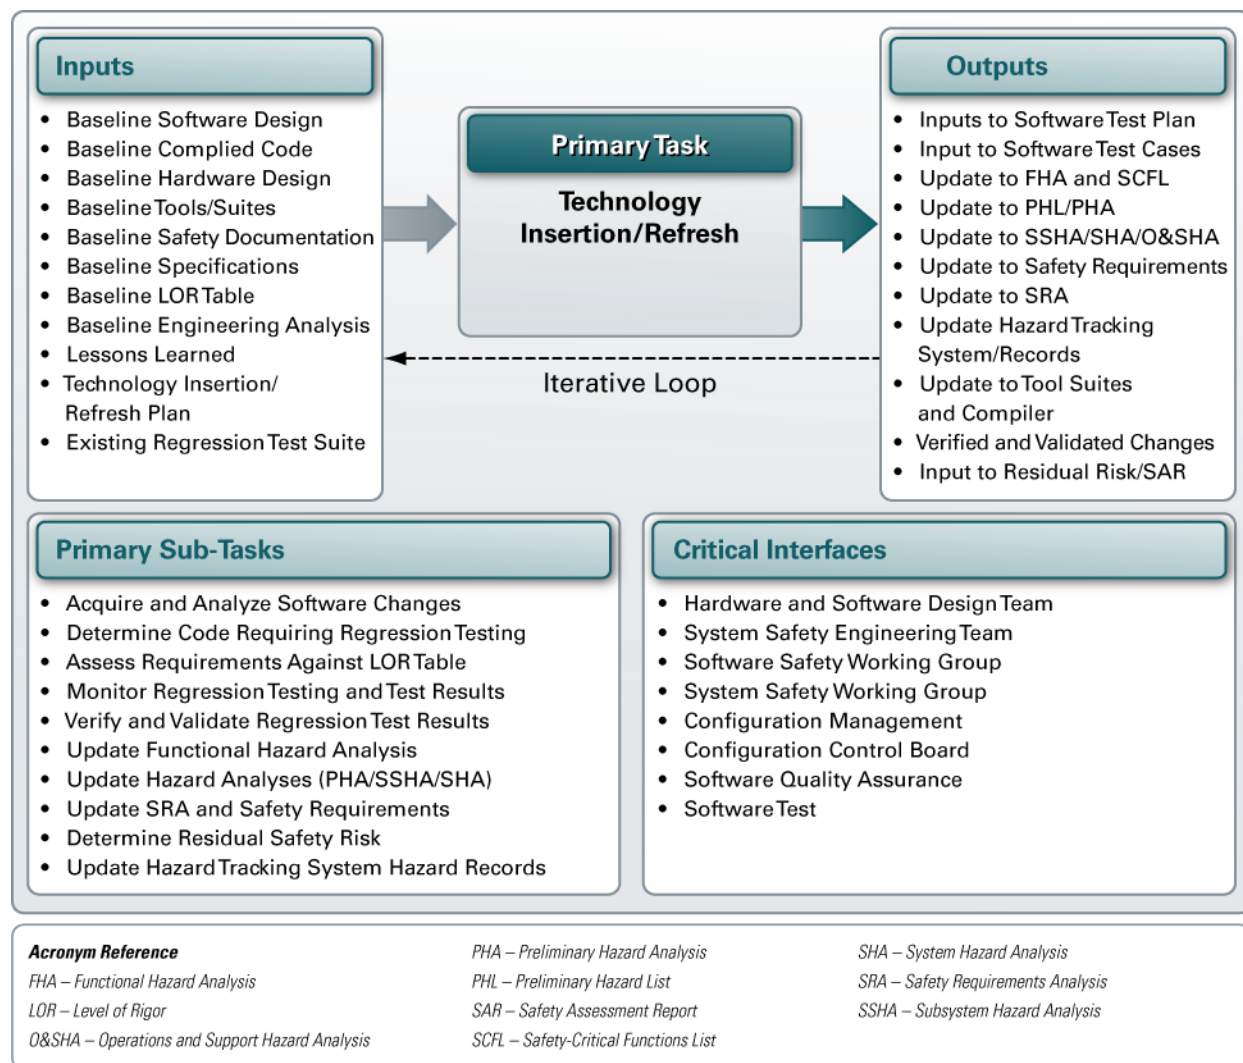 Inputs
• Baseline Software Design
• Baseline Complied Code
• Baseline Hardware Design
• Baseline Tools/Suites
• Baseline Safety Documentation
• Baseline Specifications
• Baseline LOR Table
• Baseline Engineering Analysis
• Lessons Learned
• Technology Insertion/
Refresh Plan
• Existing Regression Test Suite
Primary Task
Technology
Insertion/Refresh
Iterative Loop
Outputs
• Inputs to Software Test Plan
• Input to Software Test Cases
• Update to FHA and SCFL
• Update to PHL/PHA
• Update to SSHA/SHA/O&SHA
• Update to Safety Requirements
• Update to SRA
• Update Hazard Tracking
System/Records
• Update to Tool Suites
and Compiler
• Verified and Validated Changes
• Input to Residual Risk/SAR
Primary Sub-Tasks
• Acquire and Analyze Software Changes
• Determine Code Requiring Regression Testing
• Assess Requirements Against LOR Table
• Monitor Regression Testing and Test Results
• Verify and Validate Regression Test Results
• Update Functional Hazard Analysis
• Update Hazard Analyses (PHA/SSHA/SHA)
• Update SRA and Safety Requirements
• Determine Residual Safety Risk
• Update Hazard Tracking System Hazard Records
Critical Interfaces
• Hardware and Software Design Team
• System Safety Engineering Team
• Software Safety Working Group
• System Safety Working Group
• Configuration Management
• Configuration Control Board
• Software Quality Assurance
• Software Test
Acronym Reference
FHA – Functional Hazard Analysis
LOR – Level of Rigor
O&SHA – Operations and Support Hazard Analysis
PHA – Preliminary Hazard Analysis
PHL – Preliminary Hazard List
SAR – Safety Assessment Report
SCFL – Safety-Critical Functions List
SHA – System Hazard Analysis
SRA – Safety Requirements Analysis
SSHA – Subsystem Hazard Analysis